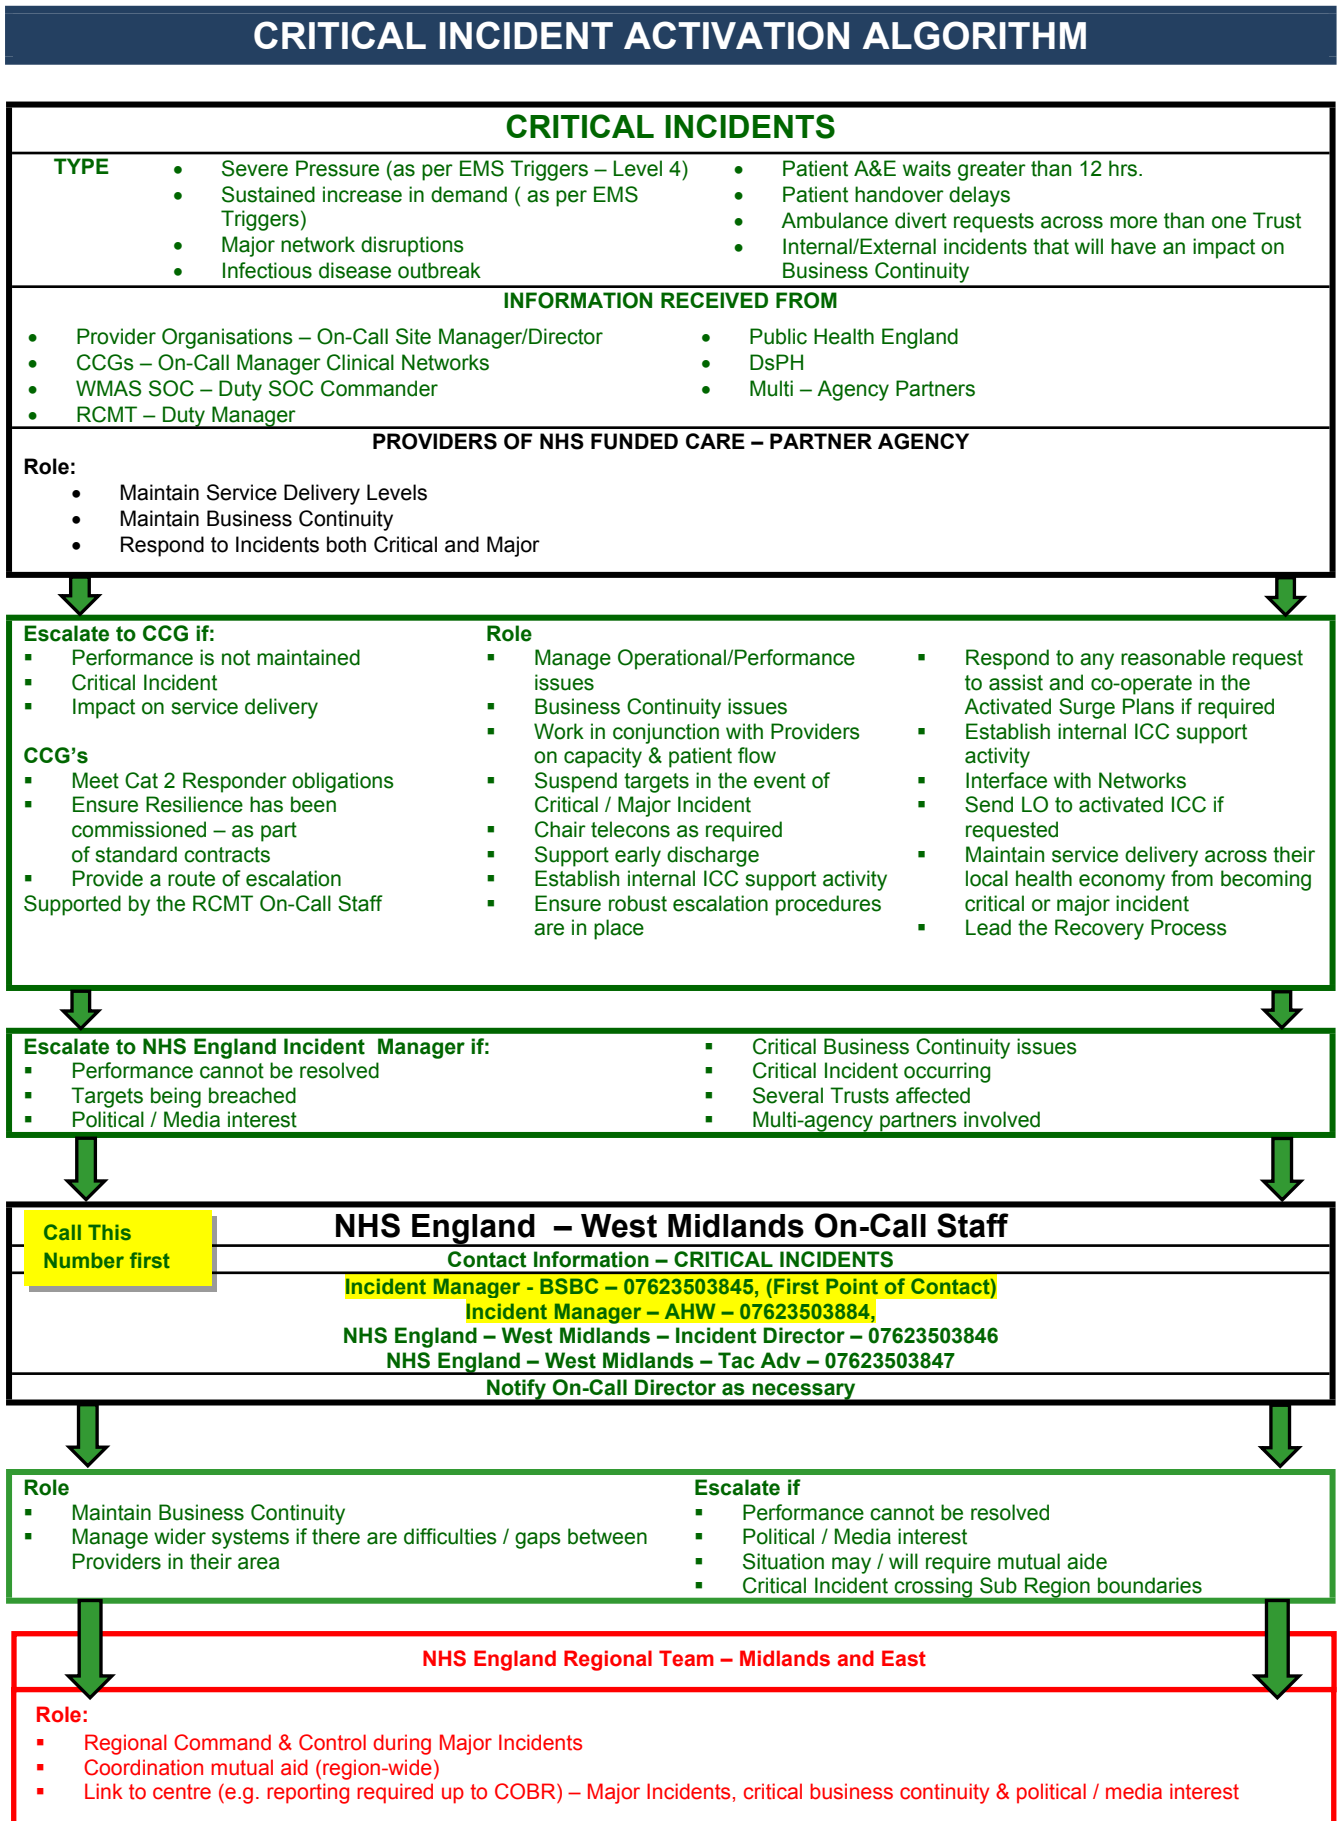 CRITICAL INCIDENT ACTIVATION ALGORITHM
CRITICAL INCIDENTS
TYPE
• Severe Pressure (as per EMS Triggers – Level 4)
• Sustained increase in demand ( as per EMS
Triggers)
• Major network disruptions
• Infectious disease outbreak
• Patient A&E waits greater than 12 hrs.
• Patient handover delays
• Ambulance divert requests across more than one Trust
• Internal/External incidents that will have an impact on
Business Continuity
INFORMATION RECEIVED FROM
• Provider Organisations – On-Call Site Manager/Director
• CCGs – On-Call Manager Clinical Networks
• WMAS SOC – Duty SOC Commander
• RCMT – Duty Manager
• Public Health England
• DsPH
• Multi – Agency Partners
PROVIDERS OF NHS FUNDED CARE – PARTNER AGENCY
Role:
• Maintain Service Delivery Levels
• Maintain Business Continuity
• Respond to Incidents both Critical and Major
Escalate to CCG if:
▪ Performance is not maintained
▪ Critical Incident
▪ Impact on service delivery
CCG's
▪ Meet Cat 2 Responder obligations
▪ Ensure Resilience has been
commissioned – as part
of standard contracts
▪ Provide a route of escalation
Supported by the RCMT On-Call Staff
Role
▪ Manage Operational/Performance
issues
▪ Business Continuity issues
▪ Work in conjunction with Providers
on capacity & patient flow
▪ Suspend targets in the event of
Critical / Major Incident
▪ Chair telecons as required
▪ Support early discharge
▪ Establish internal ICC support activity
▪ Ensure robust escalation procedures
are in place
▪ Respond to any reasonable request
to assist and co-operate in the
Activated Surge Plans if required
▪ Establish internal ICC support
activity
▪ Interface with Networks
▪ Send LO to activated ICC if
requested
▪ Maintain service delivery across their
local health economy from becoming
critical or major incident
▪ Lead the Recovery Process
Escalate to NHS England Incident Manager if:
▪ Performance cannot be resolved
▪ Targets being breached
▪ Political / Media interest
▪ Critical Business Continuity issues
▪ Critical Incident occurring
▪ Several Trusts affected
▪ Multi-agency partners involved
Call This
Number first
NHS England – West Midlands On-Call Staff
Contact Information – CRITICAL INCIDENTS
Incident Manager - BSBC – 07623503845, (First Point of Contact)
Incident Manager – AHW – 07623503884,
NHS England – West Midlands – Incident Director – 07623503846
NHS England – West Midlands – Tac Adv – 07623503847
Notify On-Call Director as necessary
Role
▪ Maintain Business Continuity
▪ Manage wider systems if there are difficulties / gaps between
Providers in their area
Escalate if
▪ Performance cannot be resolved
▪ Political / Media interest
▪ Situation may / will require mutual aide
▪ Critical Incident crossing Sub Region boundaries
NHS England Regional Team – Midlands and East
Role:
▪ Regional Command & Control during Major Incidents
▪ Coordination mutual aid (region-wide)
▪ Link to centre (e.g. reporting required up to COBR) – Major Incidents, critical business continuity & political / media interest